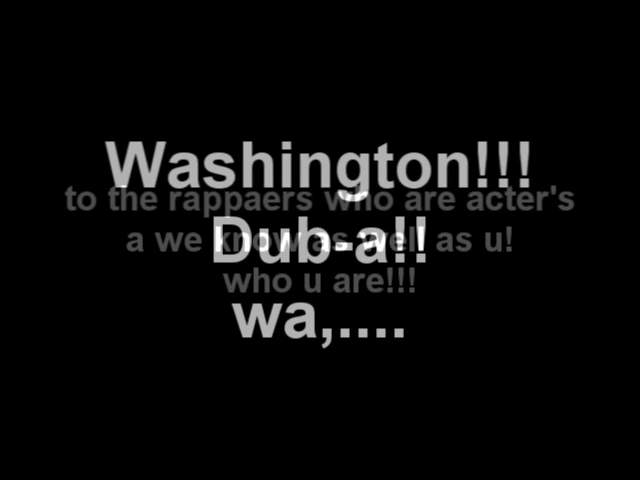 Washington!!!
to the rappaers who are acter's
Dub-a!!
a we know as well as u!
who u are!!!
wa,....